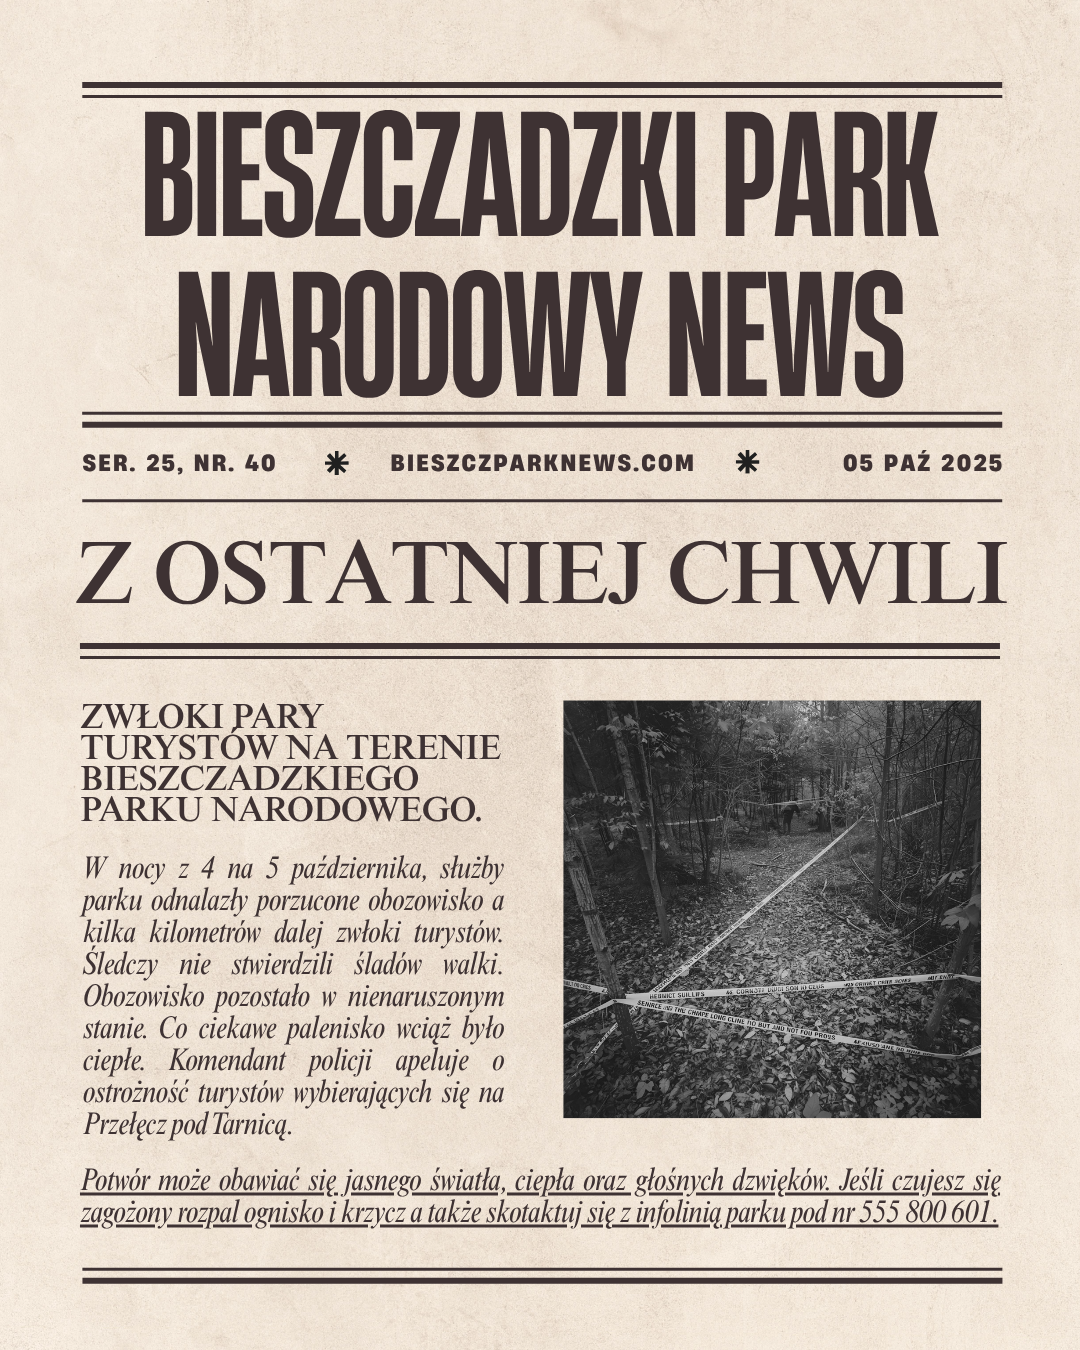 BIESZCZADZKI PARK
NARODOWY NEWS
SER. 25, NR. 40 BIESZCZPARKNEWS.COM 05 PAŹ 2025
Z OSTATNIEJ CHWILI
ZWŁOKI PARY
TURYSTÓW NA TERENIE
BIESZCZADZKIEGO
PARKU NARODOWEGO.
W nocy z 4 na 5 października, służby
parku odnalazły porzucone obozowisko a
kilka kilometrów dalej zwłoki turystów.
Śledczy nie stwierdzili śladów walki.
Obozowisko pozostało w nienaruszonym
stanie. Co ciekawe palenisko wciąż było
ciepłe. Komendant policji apeluje o
ostrożność turystów wybierających się na
Przełęcz pod Tarnicą.
Potwór może obawiać się jasnego światła, ciepła oraz głośnych dzwięków. Jeśli czujesz się
zagożony rozpal ognisko i krzycz a także skotaktuj się z infolinią parku pod nr 555 800 601.